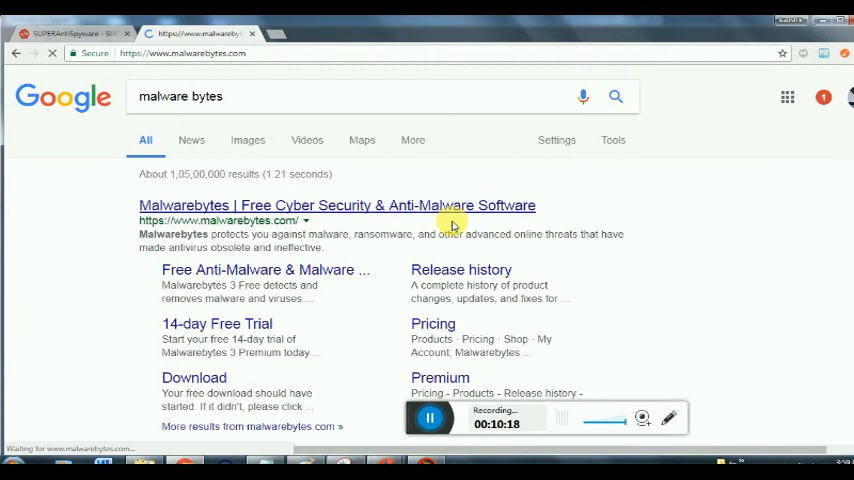 SUPERAntiSpyware - SUP
https://www.malwareby
Secure
https://www.malwarebytes.com
Google
malware bytes
1
All
News
Images
Videos
Maps
More
Settings
Tools
About 1,05,00,000 results (1.21 seconds)
Malwarebytes | Free Cyber Security & Anti-Malware Software
https://www.malwarebytes.com/
Malwarebytes protects you against malware, ransomware, and other advanced online threats that have
made antivirus obsolete and ineffective.
Free Anti-Malware & Malware ...
Malwarebytes 3 Free detects and
removes malware and viruses ...
Release history
A complete history of product
changes, updates, and fixes for ...
14-day Free Trial
Start your free 14-day trial of
Malwarebytes 3 Premium today ...
Pricing
Products · Pricing · Shop · My
Account; Malwarebytes ...
Download
Your free download should have
started. If it didn't, please click ...
Premium
Pricing - Products - Release history -
More results from malwarebytes.com »
Recording...
00:10:18
Waiting for www.malwarebytes.com...